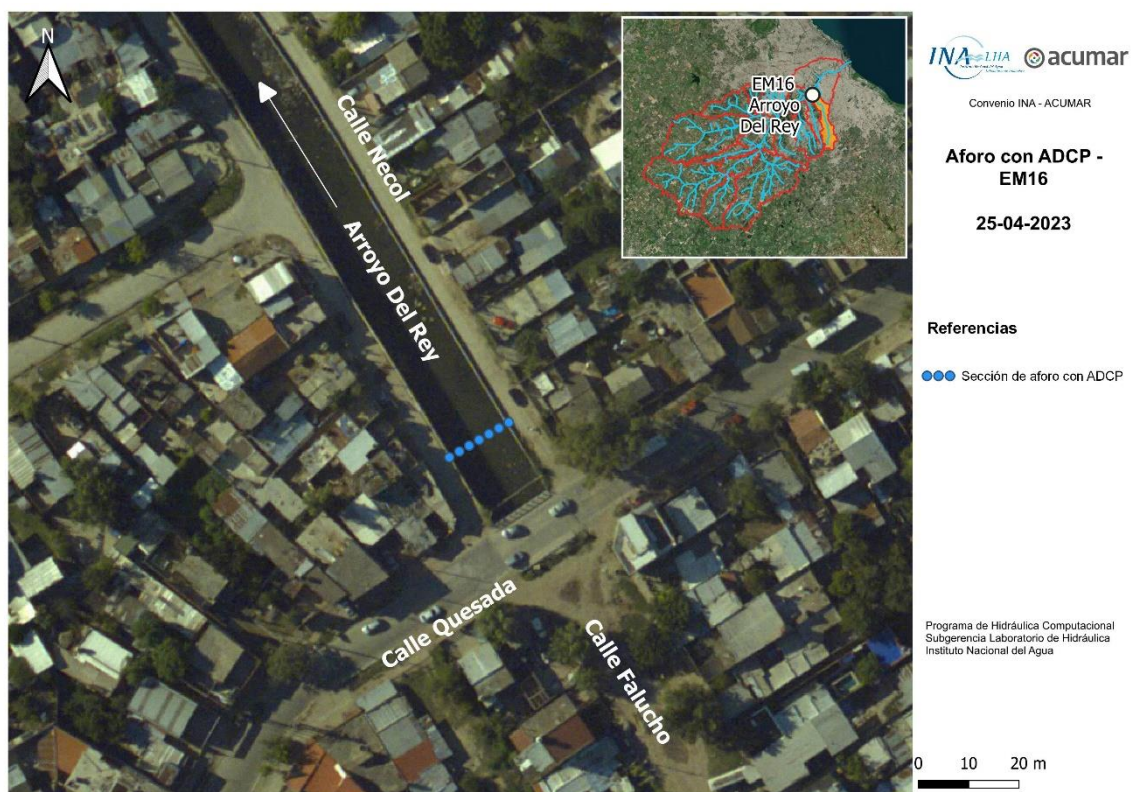 N
Calle Necol
Arroyo Del Rey
Calle Quesada
Calle Falucho
EM16
Arroyo
Del Rey
INA
acumar
Convenio INA - ACUMAR
Aforo con ADCP -
EM16
25-04-2023
Referencias
Sección de aforo con ADCP
Programa de Hidráulica Computacional
Subgerencia Laboratorio de Hidráulica
Instituto Nacional del Agua
0 10 20 m